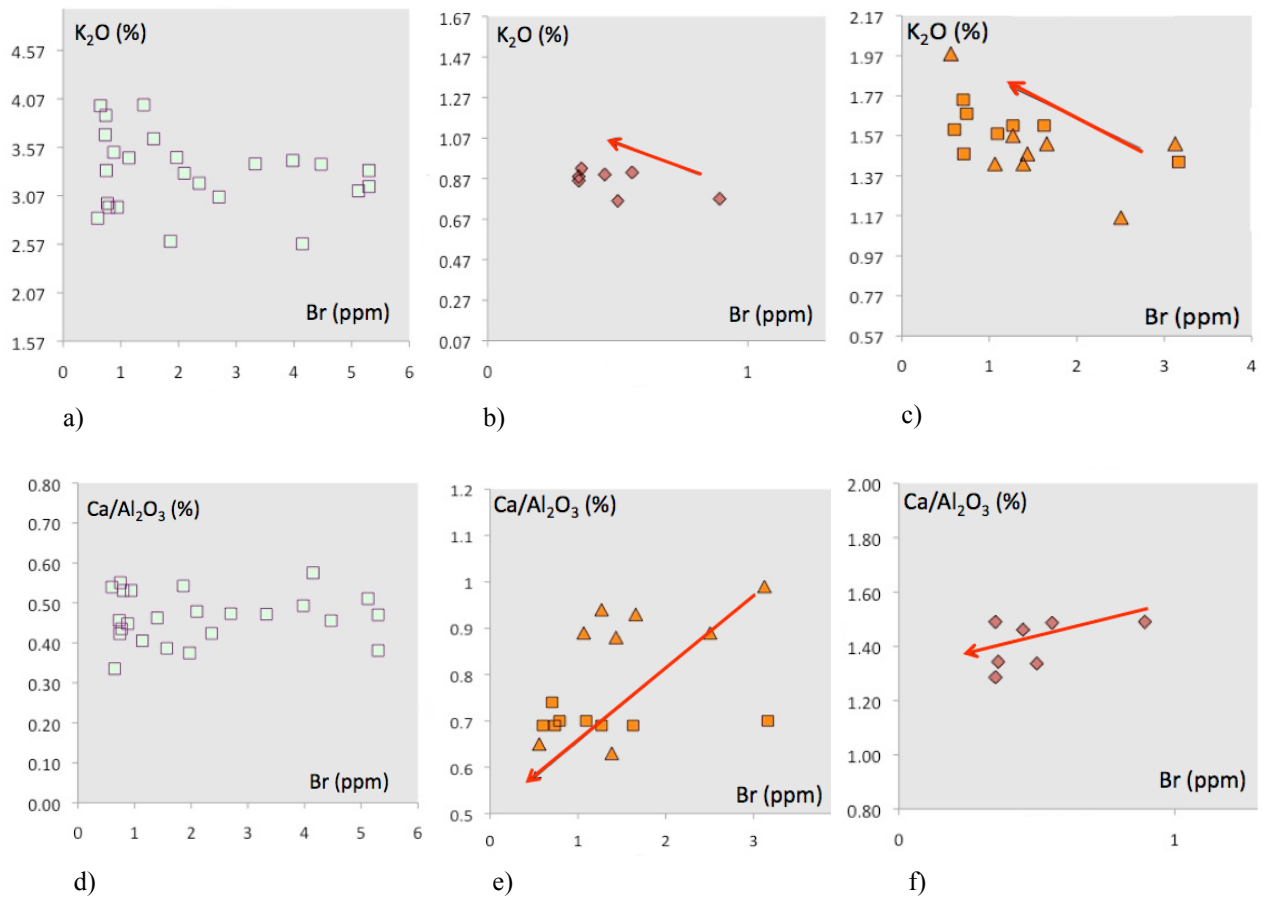 K₂O (%)
4.57
4.07
3.57
3.07
2.57
2.07
1.57
Br (ppm)
0 1 2 3 4 5 6
a)
K₂O (%)
1.67
1.47
1.27
1.07
0.87
0.67
0.47
0.27
0.07
Br (ppm)
0 1
b)
K₂O (%)
2.17
1.97
1.77
1.57
1.37
1.17
0.97
0.77
0.57
Br (ppm)
0 1 2 3 4
c)
Ca/Al₂O₃ (%)
0.80
0.70
0.60
0.50
0.40
0.30
0.20
0.10
0.00
Br (ppm)
0 1 2 3 4 5 6
d)
Ca/Al₂O₃ (%)
1.2
1.1
1
0.9
0.8
0.7
0.6
0.5
Br (ppm)
0 1 2 3
e)
Ca/Al₂O₃ (%)
2.00
1.80
1.60
1.40
1.20
1.00
0.80
Br (ppm)
0 1
f)